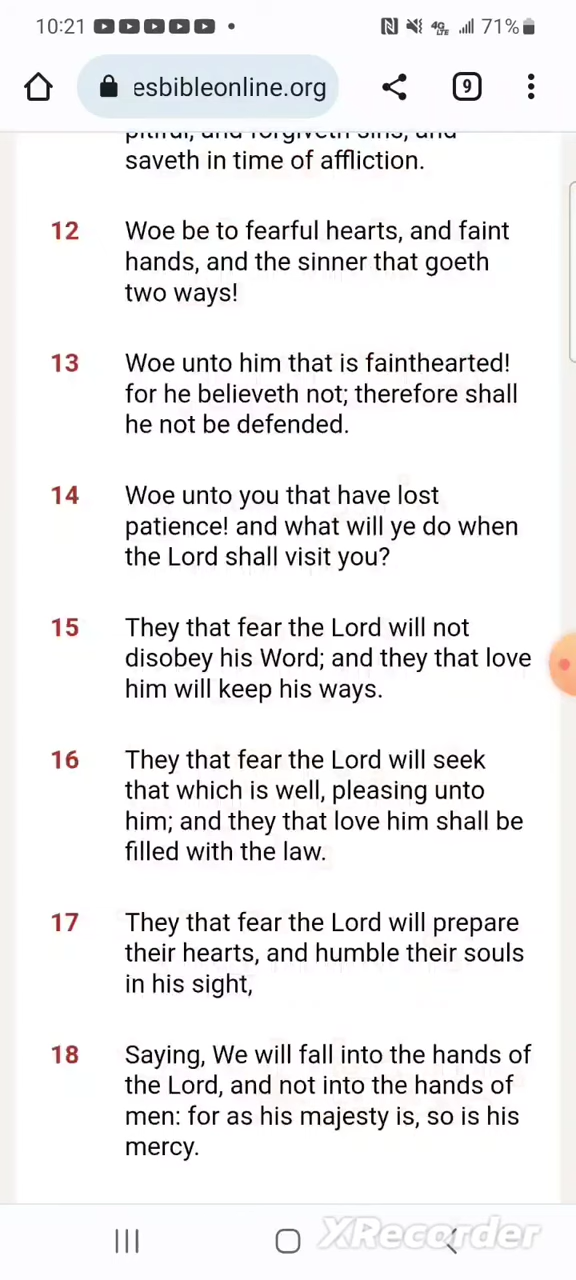 10:21 71%
esbibleonline.org 9
pitiful, and forgiveth sins, and
saveth in time of affliction.
12 Woe be to fearful hearts, and faint
hands, and the sinner that goeth
two ways!
13 Woe unto him that is fainthearted!
for he believeth not; therefore shall
he not be defended.
14 Woe unto you that have lost
patience! and what will ye do when
the Lord shall visit you?
15 They that fear the Lord will not
disobey his Word; and they that love
him will keep his ways.
16 They that fear the Lord will seek
that which is well, pleasing unto
him; and they that love him shall be
filled with the law.
17 They that fear the Lord will prepare
their hearts, and humble their souls
in his sight,
18 Saying, We will fall into the hands of
the Lord, and not into the hands of
men: for as his majesty is, so is his
mercy.
XRecorder